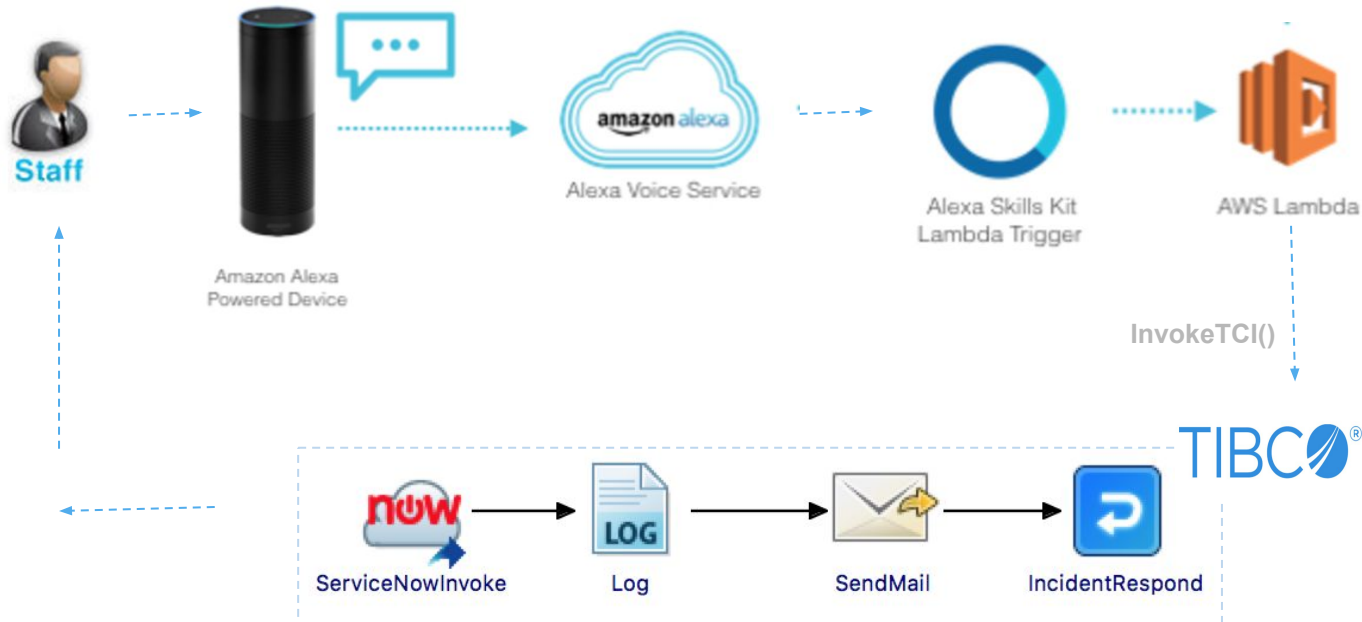 Staff
Amazon Alexa
Powered Device
amazon alexa
Alexa Voice Service
Alexa Skills Kit
Lambda Trigger
AWS Lambda
InvokeTCI()
TIBCO®
now
ServiceNowInvoke
LOG
Log
SendMail
IncidentRespond